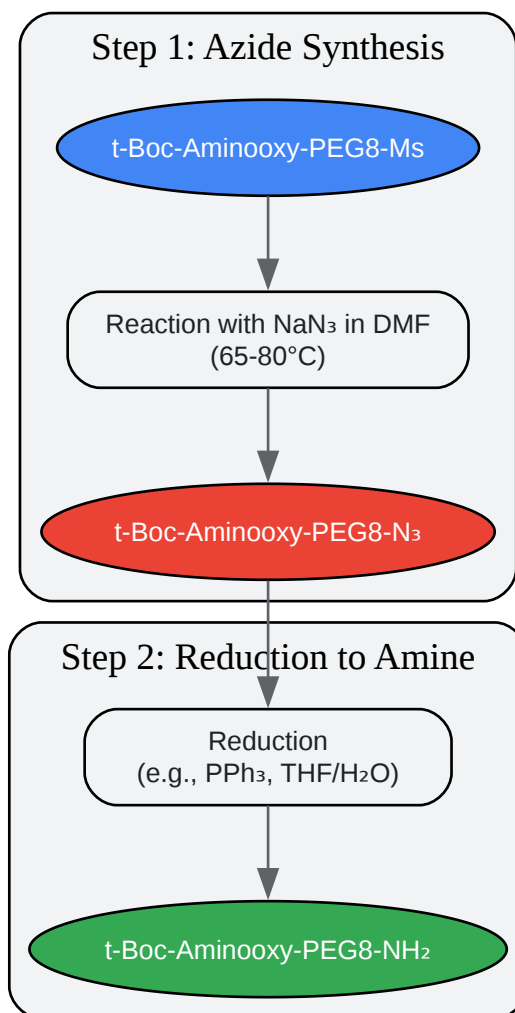 Step 1: Azide Synthesis
t-Boc-Aminooxy-PEG8-Ms
Reaction with NaN₃ in DMF
(65-80°C)
t-Boc-Aminooxy-PEG8-N₃
Step 2: Reduction to Amine
Reduction
(e.g., PPh₃, THF/H₂O)
t-Boc-Aminooxy-PEG8-NH₂